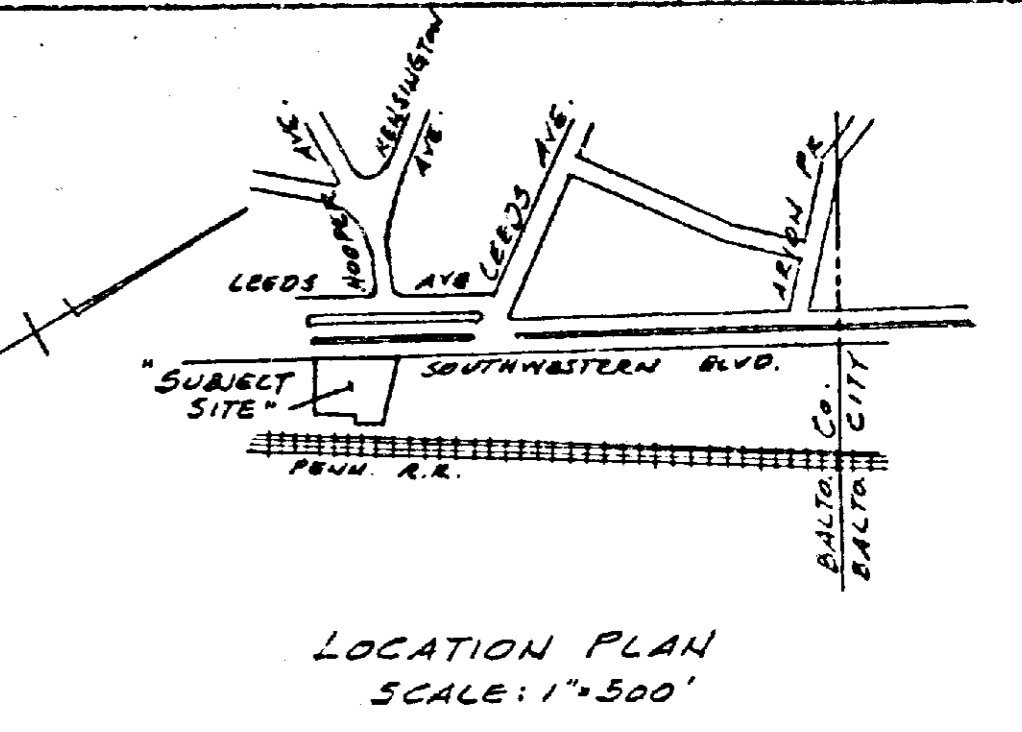 KENSINGTON
AVE.
AVE.
HOOPER
LEEDS AVE.
ARION PK
LEEDS AVE
SOUTHWESTERN BLVD.
"SUBJECT
SITE"
PENN. R.R.
BALTO. CO.
BALTO. CITY
LOCATION PLAN
SCALE: 1"=500'